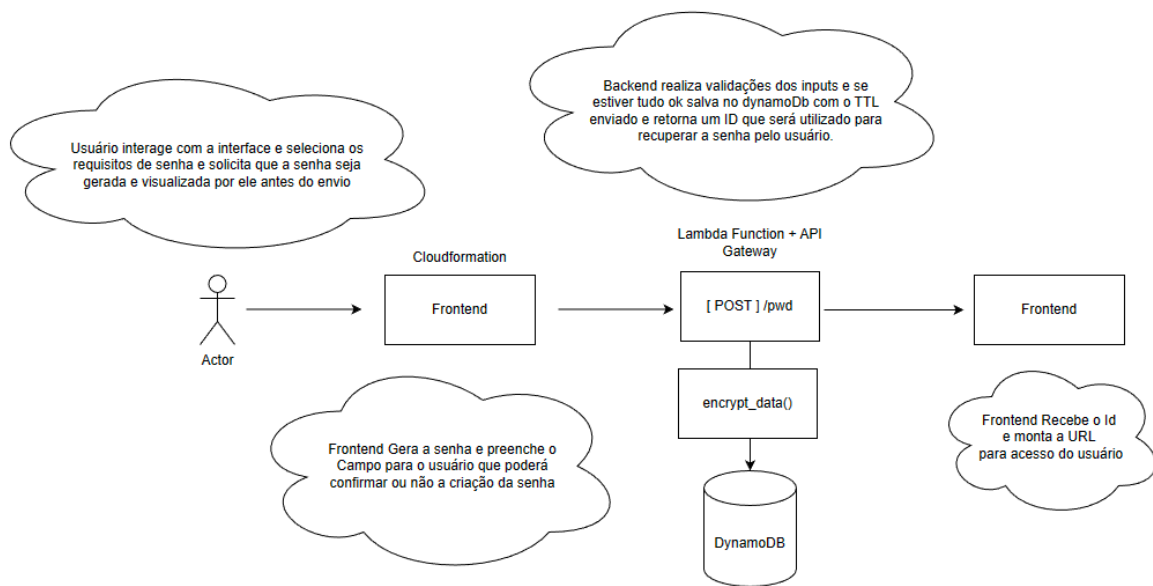 Backend realiza validações dos inputs e se
estiver tudo ok salva no dynamoDb com o TTL
enviado e retorna um ID que será utilizado para
recuperar a senha pelo usuário.
Usuário interage com a interface e seleciona os
requisitos de senha e solicita que a senha seja
gerada e visualizada por ele antes do envio
Lambda Function + API
Gateway
Cloudformation
Frontend
[ POST ] /pwd
Frontend
Actor
encrypt_data()
Frontend Gera a senha e preenche o
Campo para o usuário que poderá
confirmar ou não a criação da senha
Frontend Recebe o Id
e monta a URL
para acesso do usuário
DynamoDB